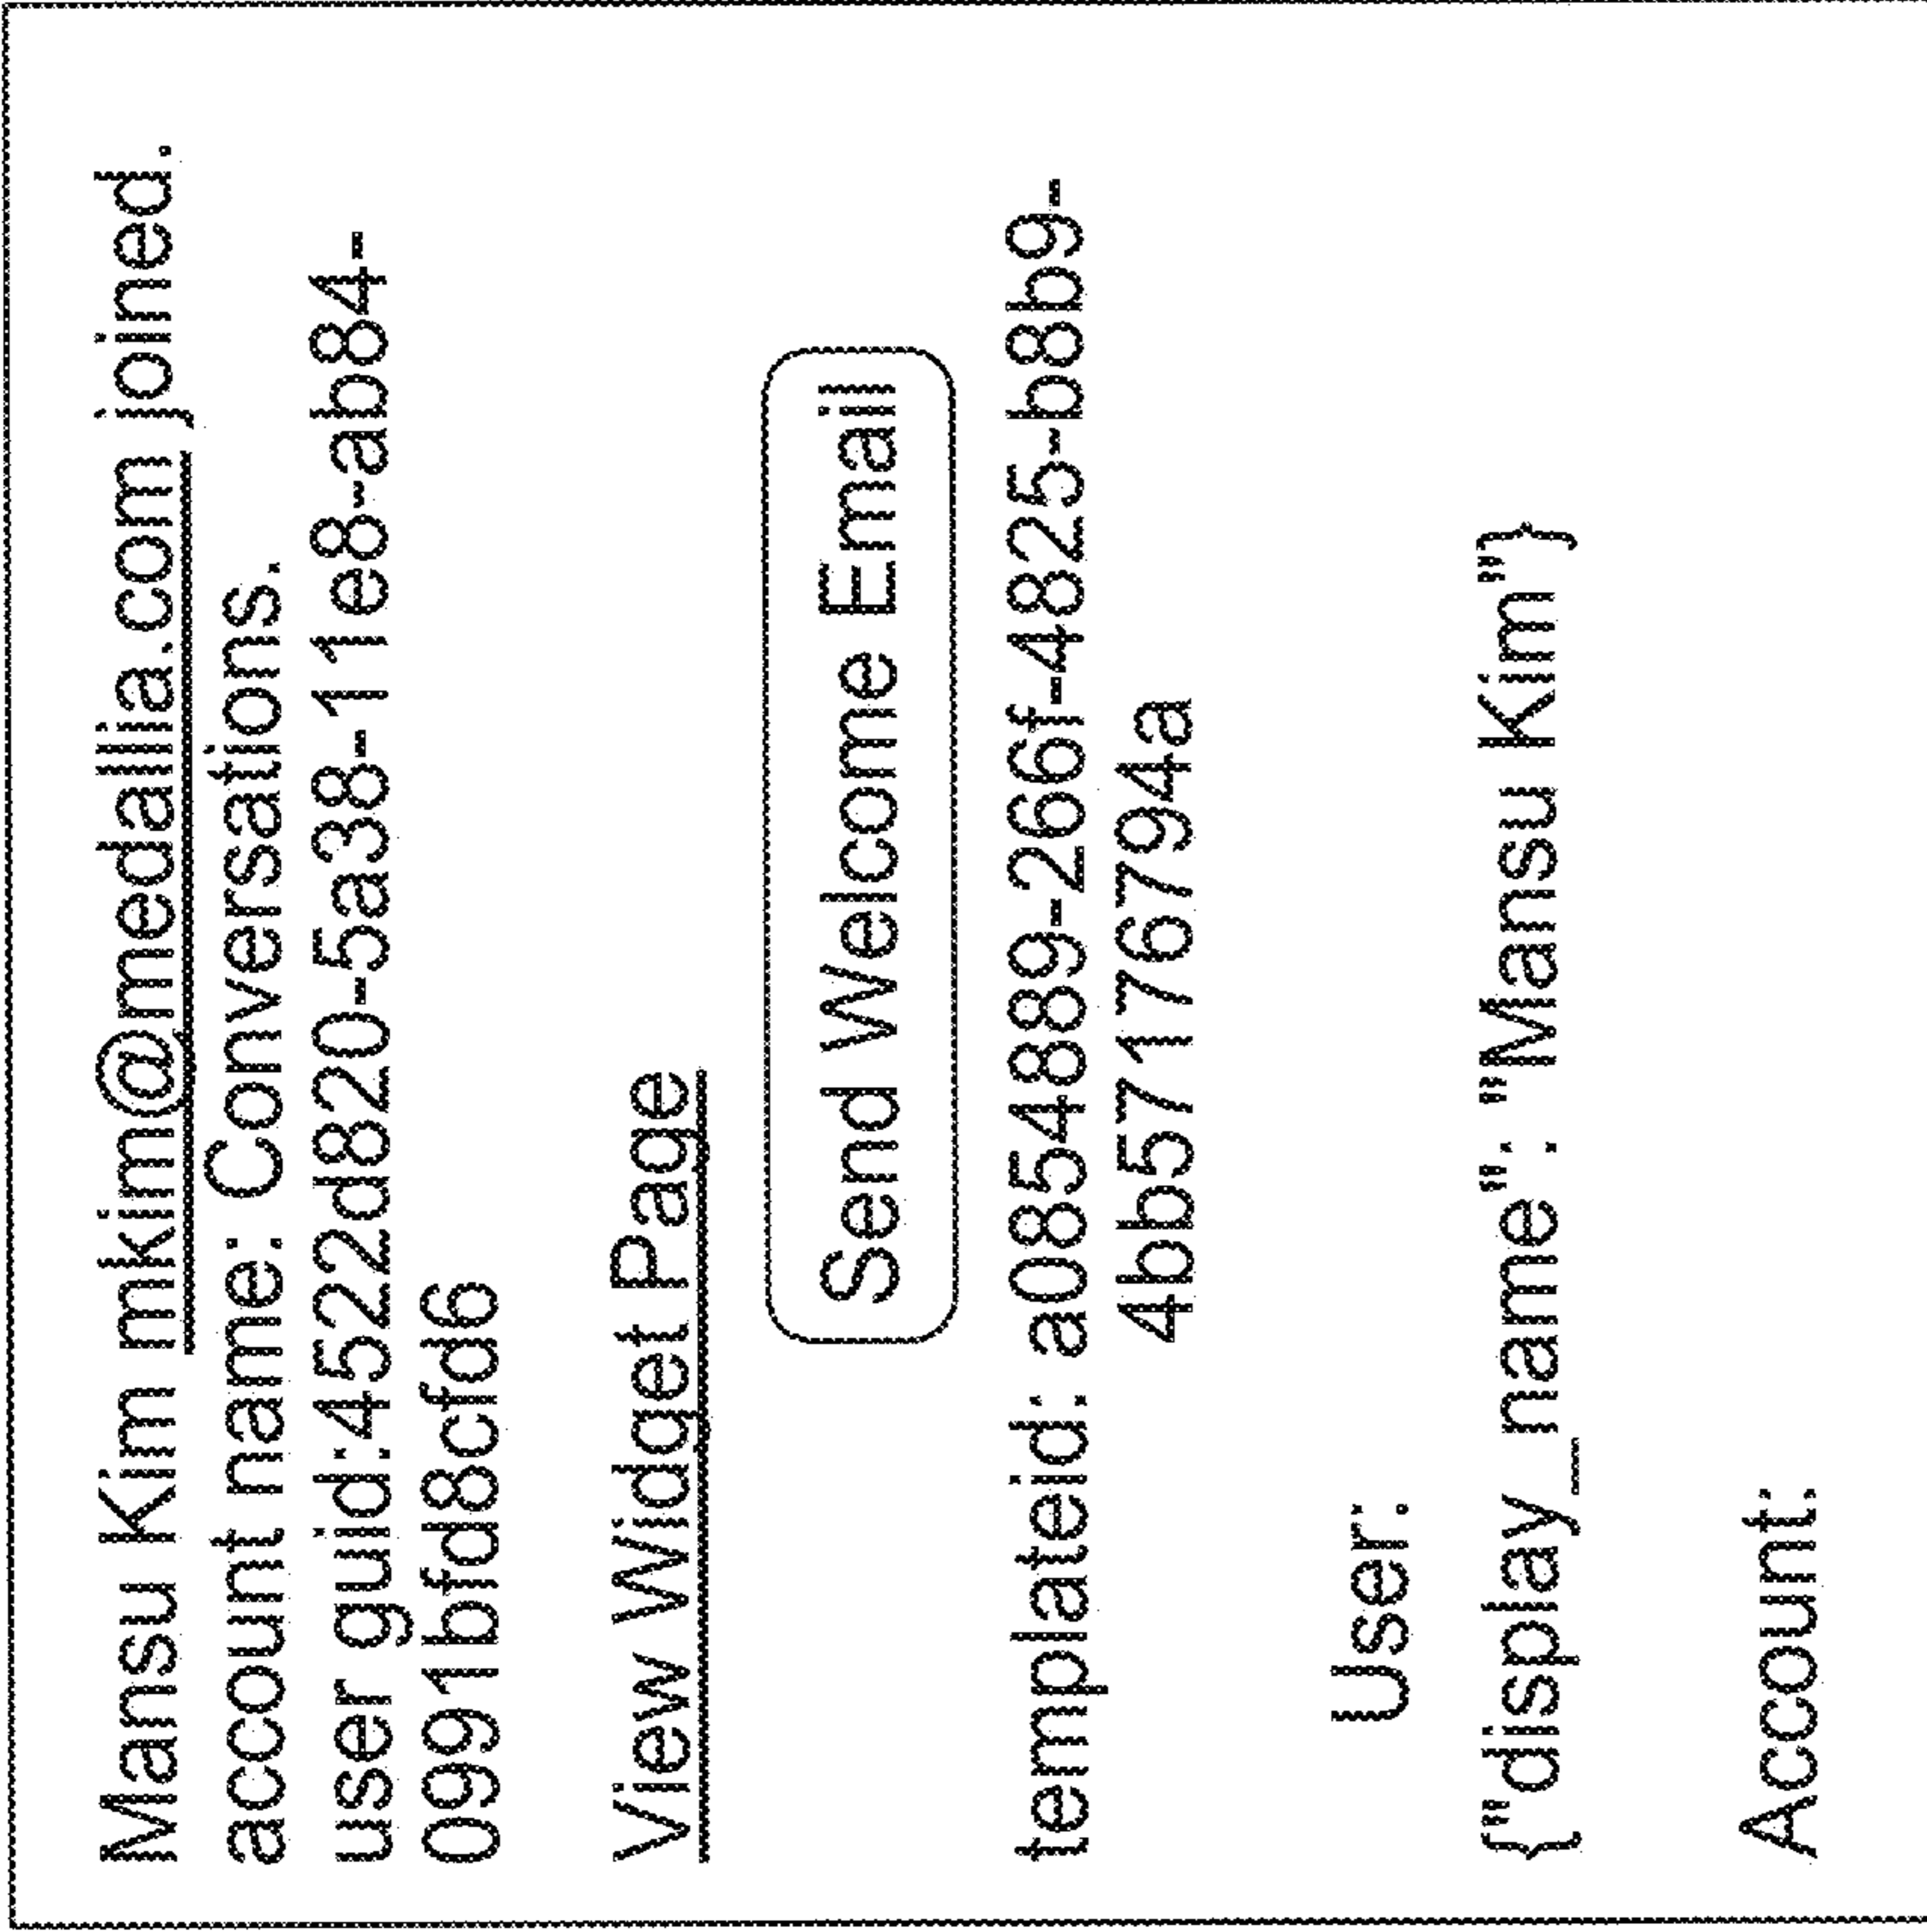 Mansu Kim mkim@medallia.com joined.
account name: Conversations.
user guid:4522d820-5a38-11e8-ab84-
0991bfd8cfd6
View Widget Page
Send Welcome Email
templateid: a0854889-266f-4825-b8b9-
4bb57176794a
User:
{"display_name": "Mansu Kim"}
Account: